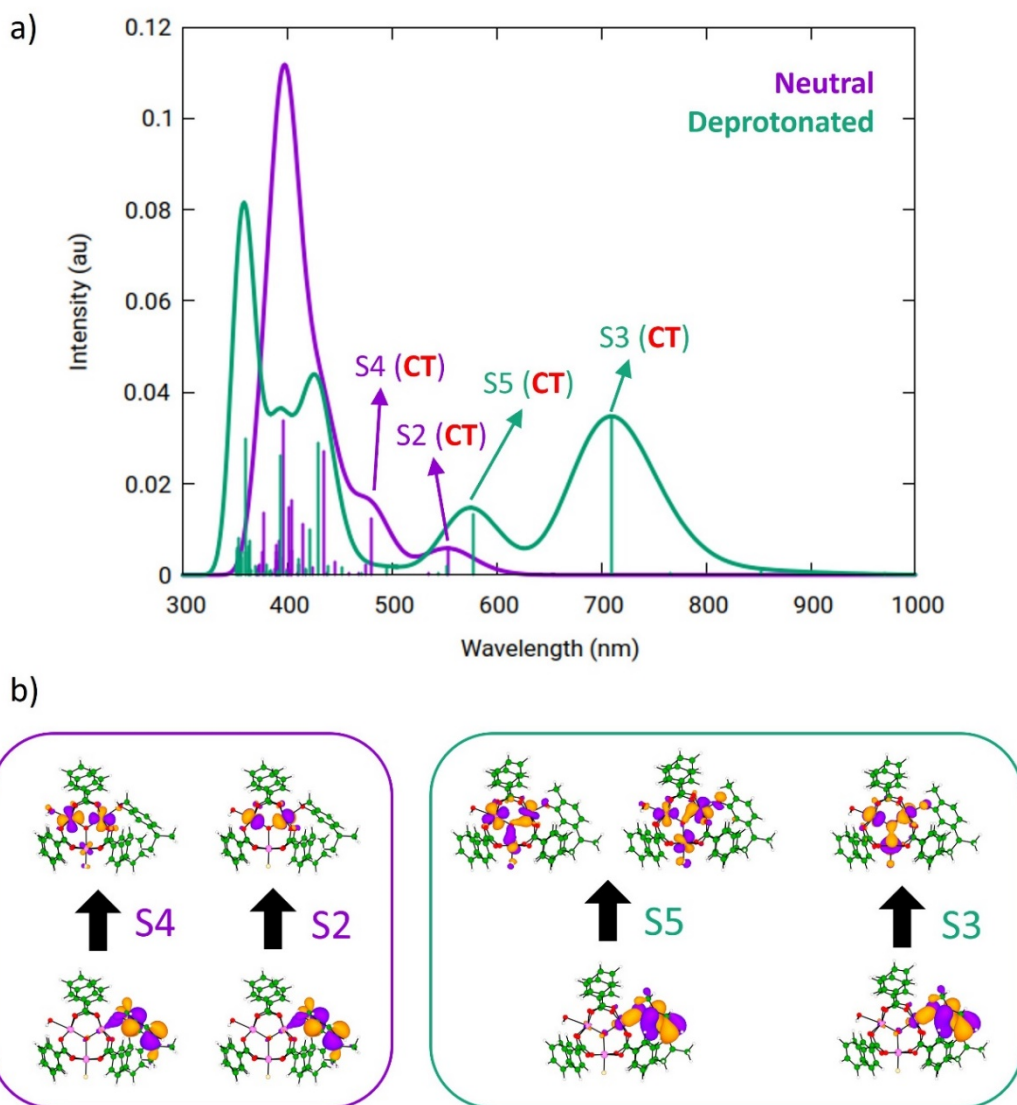 a)
0.12
0.1
0.08
0.06
0.04
0.02
0
Intensity (au)
Neutral
Deprotonated
S4 (CT)
S2 (CT)
S5 (CT)
S3 (CT)
300 400 500 600 700 800 900 1000
Wavelength (nm)
b)
S4 S2 S5 S3